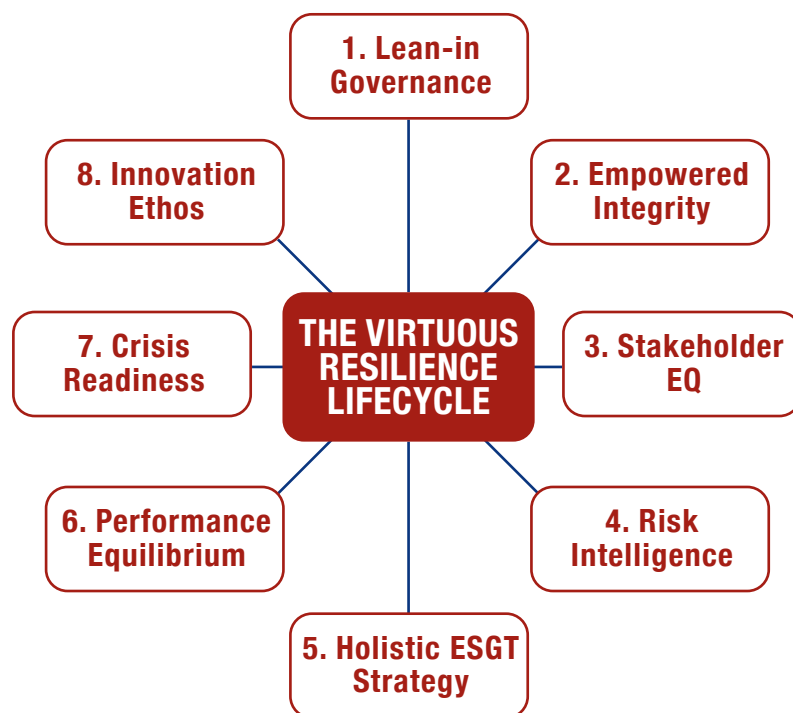 1. Lean-in
Governance
8. Innovation
Ethos
2. Empowered
Integrity
THE VIRTUOUS
RESILIENCE
LIFECYCLE
7. Crisis
Readiness
3. Stakeholder
EQ
6. Performance
Equilibrium
4. Risk
Intelligence
5. Holistic ESGT
Strategy